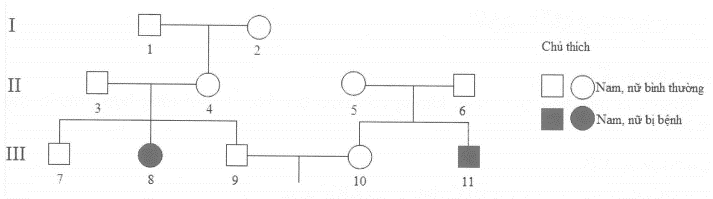 I
1
2
Chú thích
II
3
4
5
6
Nam, nữ bình thường
Nam, nữ bị bệnh
III
7
8
9
10
11